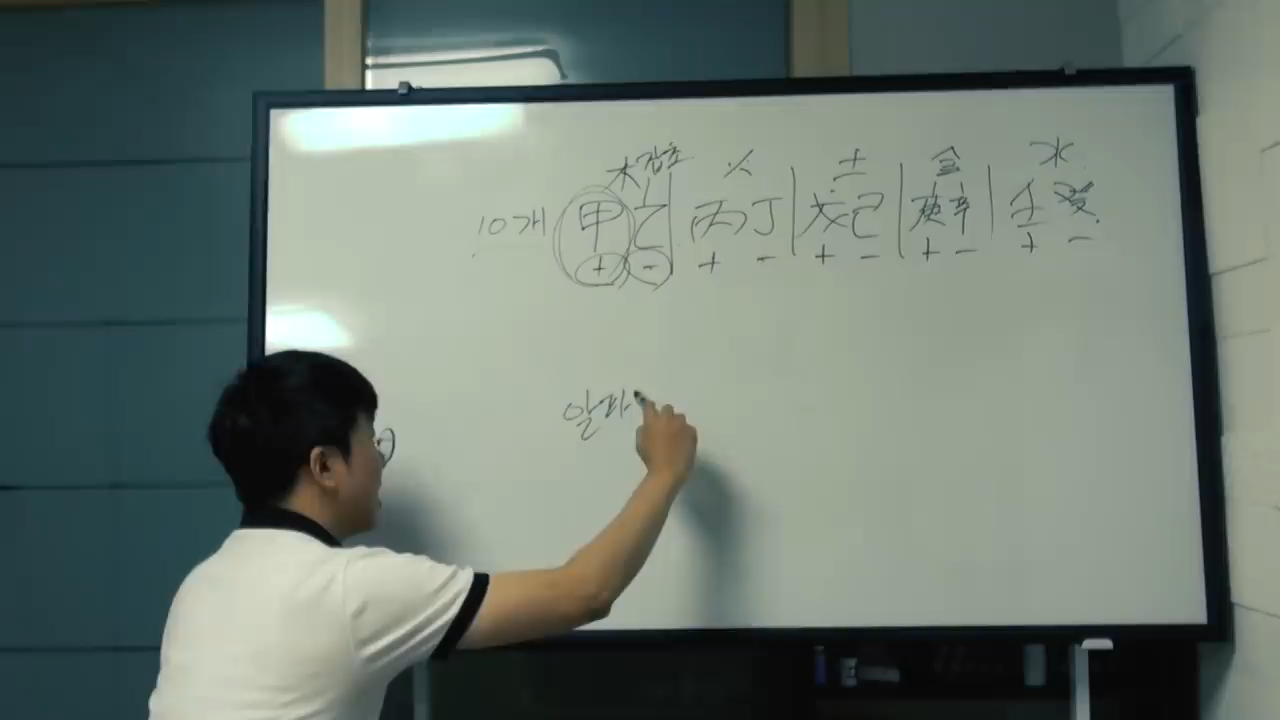 木 火 土 金 水
10개 甲乙 丙丁 戊己 庚辛 壬癸
+ - + - + - + - + -
알파